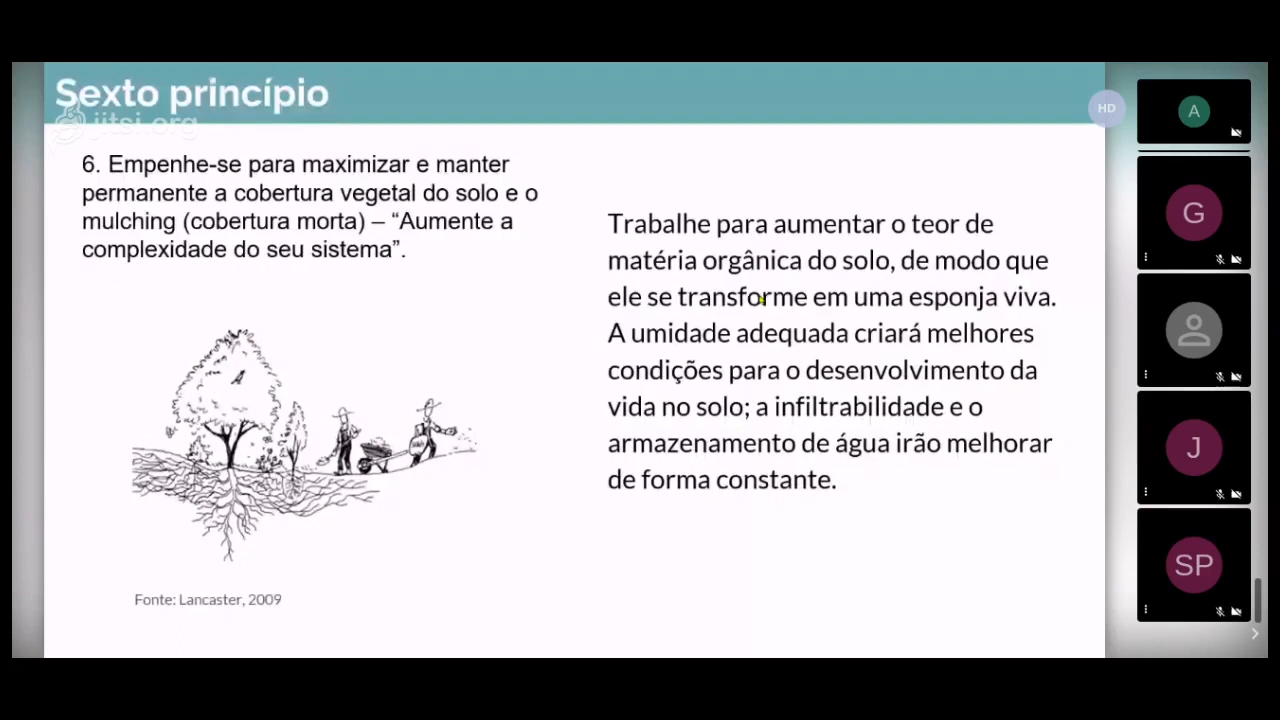 Sexto princípio
jitsi.org
HD
6. Empenhe-se para maximizar e manter
permanente a cobertura vegetal do solo e o
mulching (cobertura morta) – “Aumente a
complexidade do seu sistema”.
Trabalhe para aumentar o teor de
matéria orgânica do solo, de modo que
ele se transforme em uma esponja viva.
A umidade adequada criará melhores
condições para o desenvolvimento da
vida no solo; a infiltrabilidade e o
armazenamento de água irão melhorar
de forma constante.
Fonte: Lancaster, 2009
A
G
J
SP